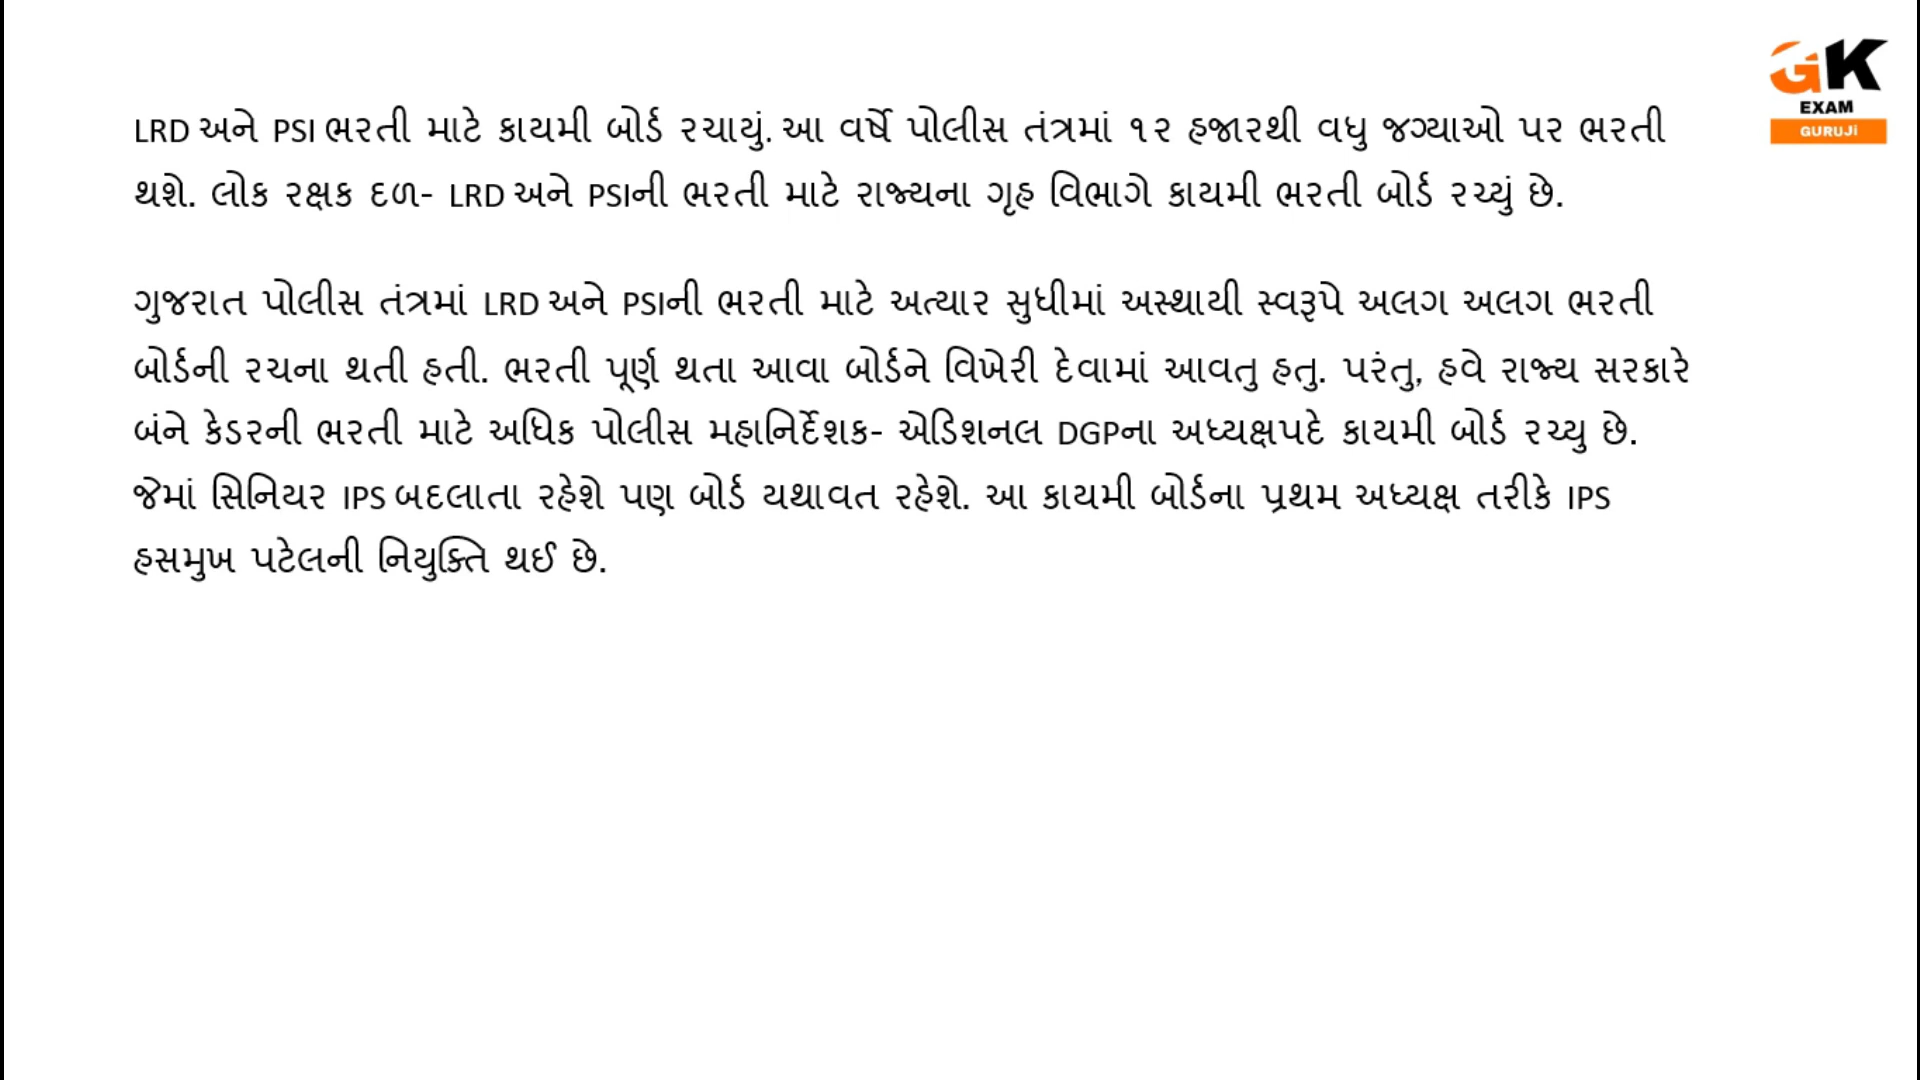 GK
EXAM
GURUJi
LRD અને PSI ભરતી માટે કાયમી બોર્ડ રચાયું. આ વર્ષે પોલીસ તંત્રમાં ૧૨ હજારથી વધુ જગ્યાઓ પર ભરતી
થશે. લોક રક્ષક દળ- LRD અને PSIની ભરતી માટે રાજ્યના ગૃહ વિભાગે કાયમી ભરતી બોર્ડ રચ્યું છે.
ગુજરાત પોલીસ તંત્રમાં LRD અને PSIની ભરતી માટે અત્યાર સુધીમાં અસ્થાયી સ્વરૂપે અલગ અલગ ભરતી
બોર્ડની રચના થતી હતી. ભરતી પૂર્ણ થતા આવા બોર્ડને વિખેરી દેવામાં આવતુ હતુ. પરંતુ, હવે રાજ્ય સરકારે
બંને કેડરની ભરતી માટે અધિક પોલીસ મહાનિર્દેશક- એડિશનલ DGPના અધ્યક્ષપદે કાયમી બોર્ડ રચ્યુ છે.
જેમાં સિનિયર IPS બદલાતા રહેશે પણ બોર્ડ યથાવત રહેશે. આ કાયમી બોર્ડના પ્રથમ અધ્યક્ષ તરીકે IPS
હસમુખ પટેલની નિયુક્તિ થઈ છે.